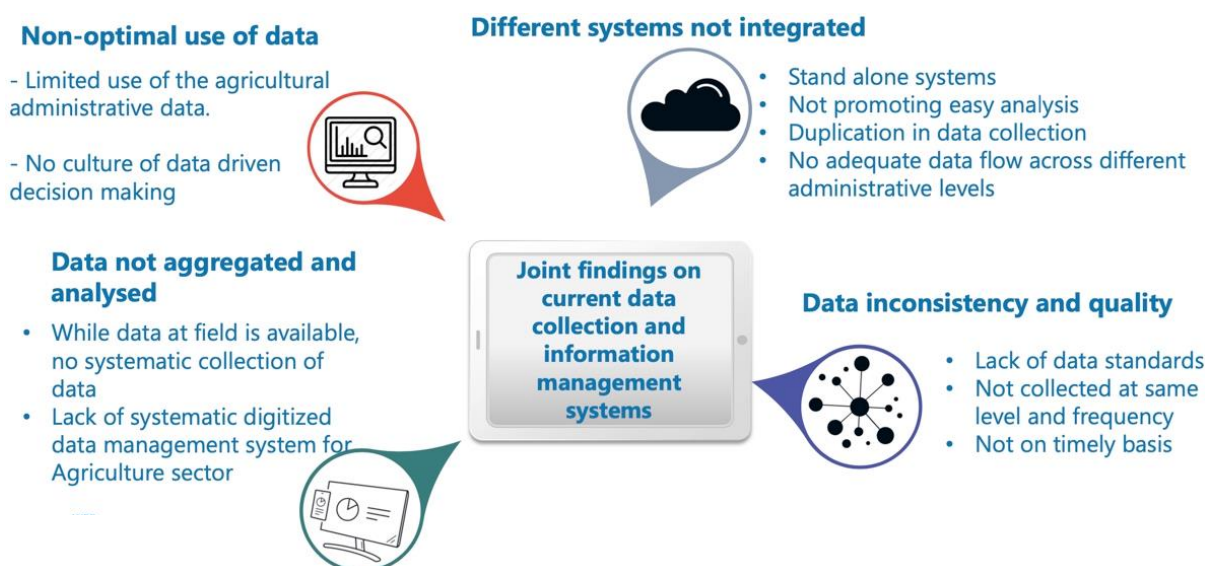 Non-optimal use of data
- Limited use of the agricultural
administrative data.
- No culture of data driven
decision making
Different systems not integrated
• Stand alone systems
• Not promoting easy analysis
• Duplication in data collection
• No adequate data flow across different
administrative levels
Data not aggregated and
analysed
• While data at field is available,
no systematic collection of
data
• Lack of systematic digitized
data management system for
Agriculture sector
Joint findings on
current data
collection and
information
management
systems
Data inconsistency and quality
• Lack of data standards
• Not collected at same
level and frequency
• Not on timely basis